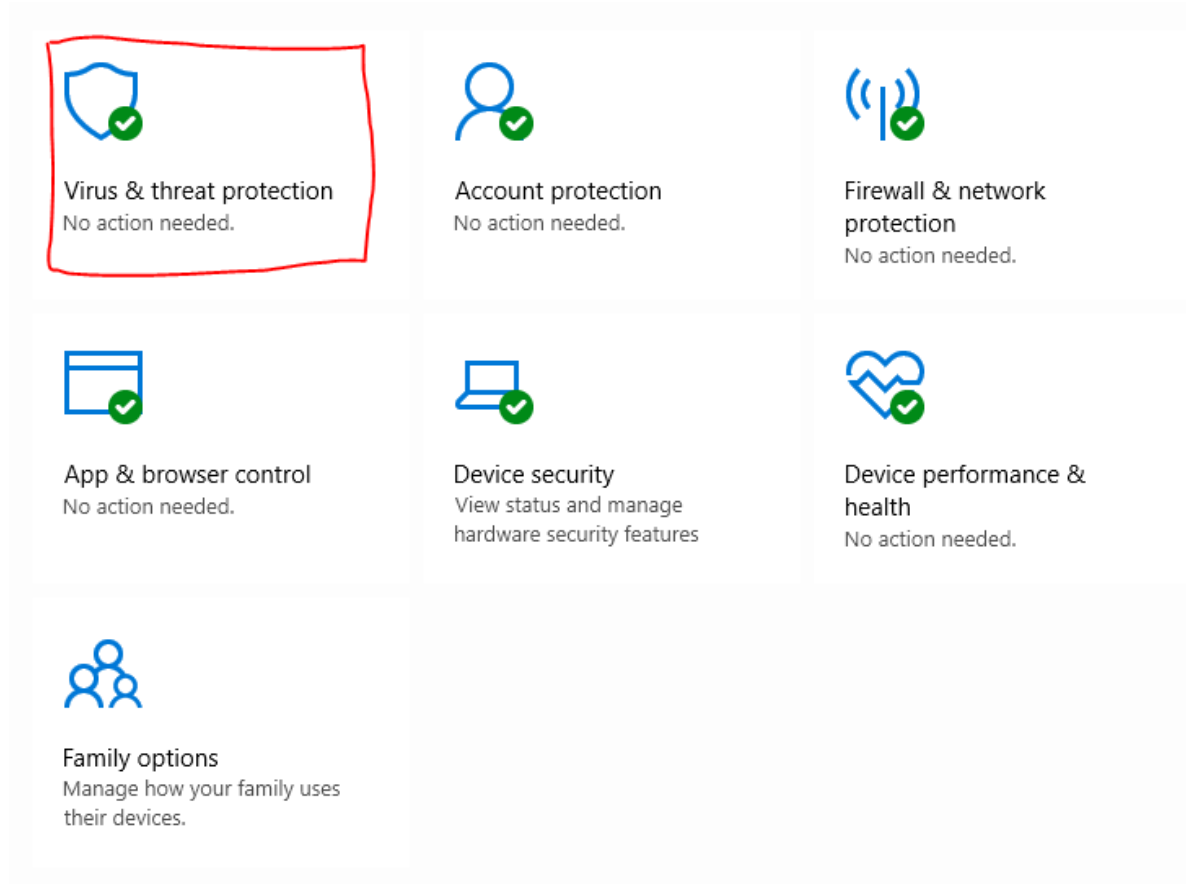 Virus & threat protection
No action needed.
Account protection
No action needed.
Firewall & network
protection
No action needed.
App & browser control
No action needed.
Device security
View status and manage
hardware security features
Device performance &
health
No action needed.
Family options
Manage how your family uses
their devices.